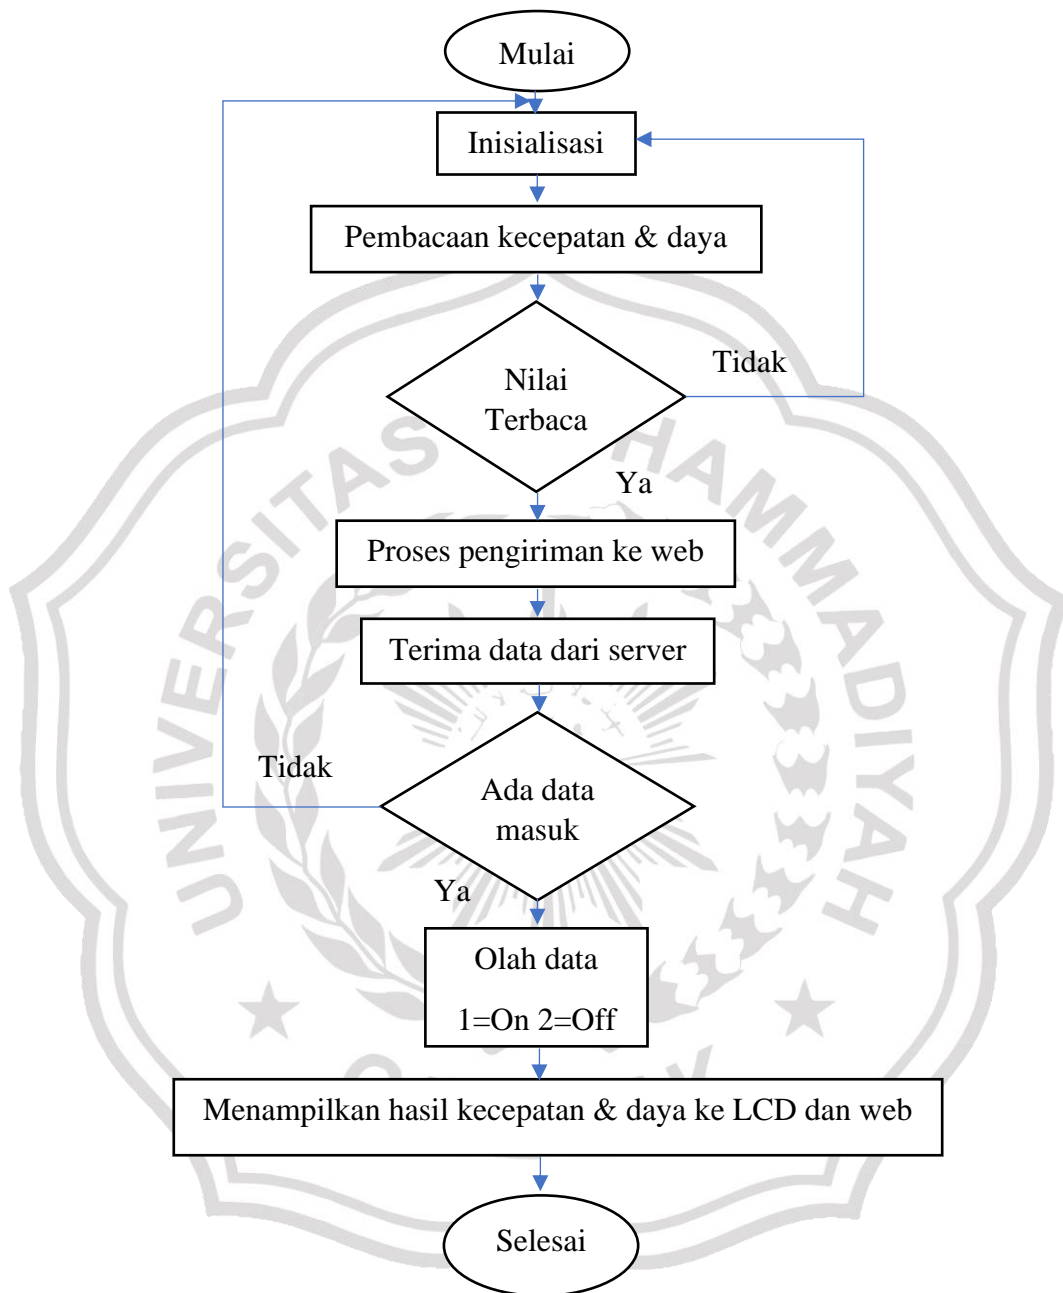 Mulai
Inisialisasi
Pembacaan kecepatan & daya
Nilai
Terbaca
Tidak
Ya
Proses pengiriman ke web
Terima data dari server
Ada data
masuk
Tidak
Ya
Olah data
1=On 2=Off
Menampilkan hasil kecepatan & daya ke LCD dan web
Selesai
UNIVERSITAS